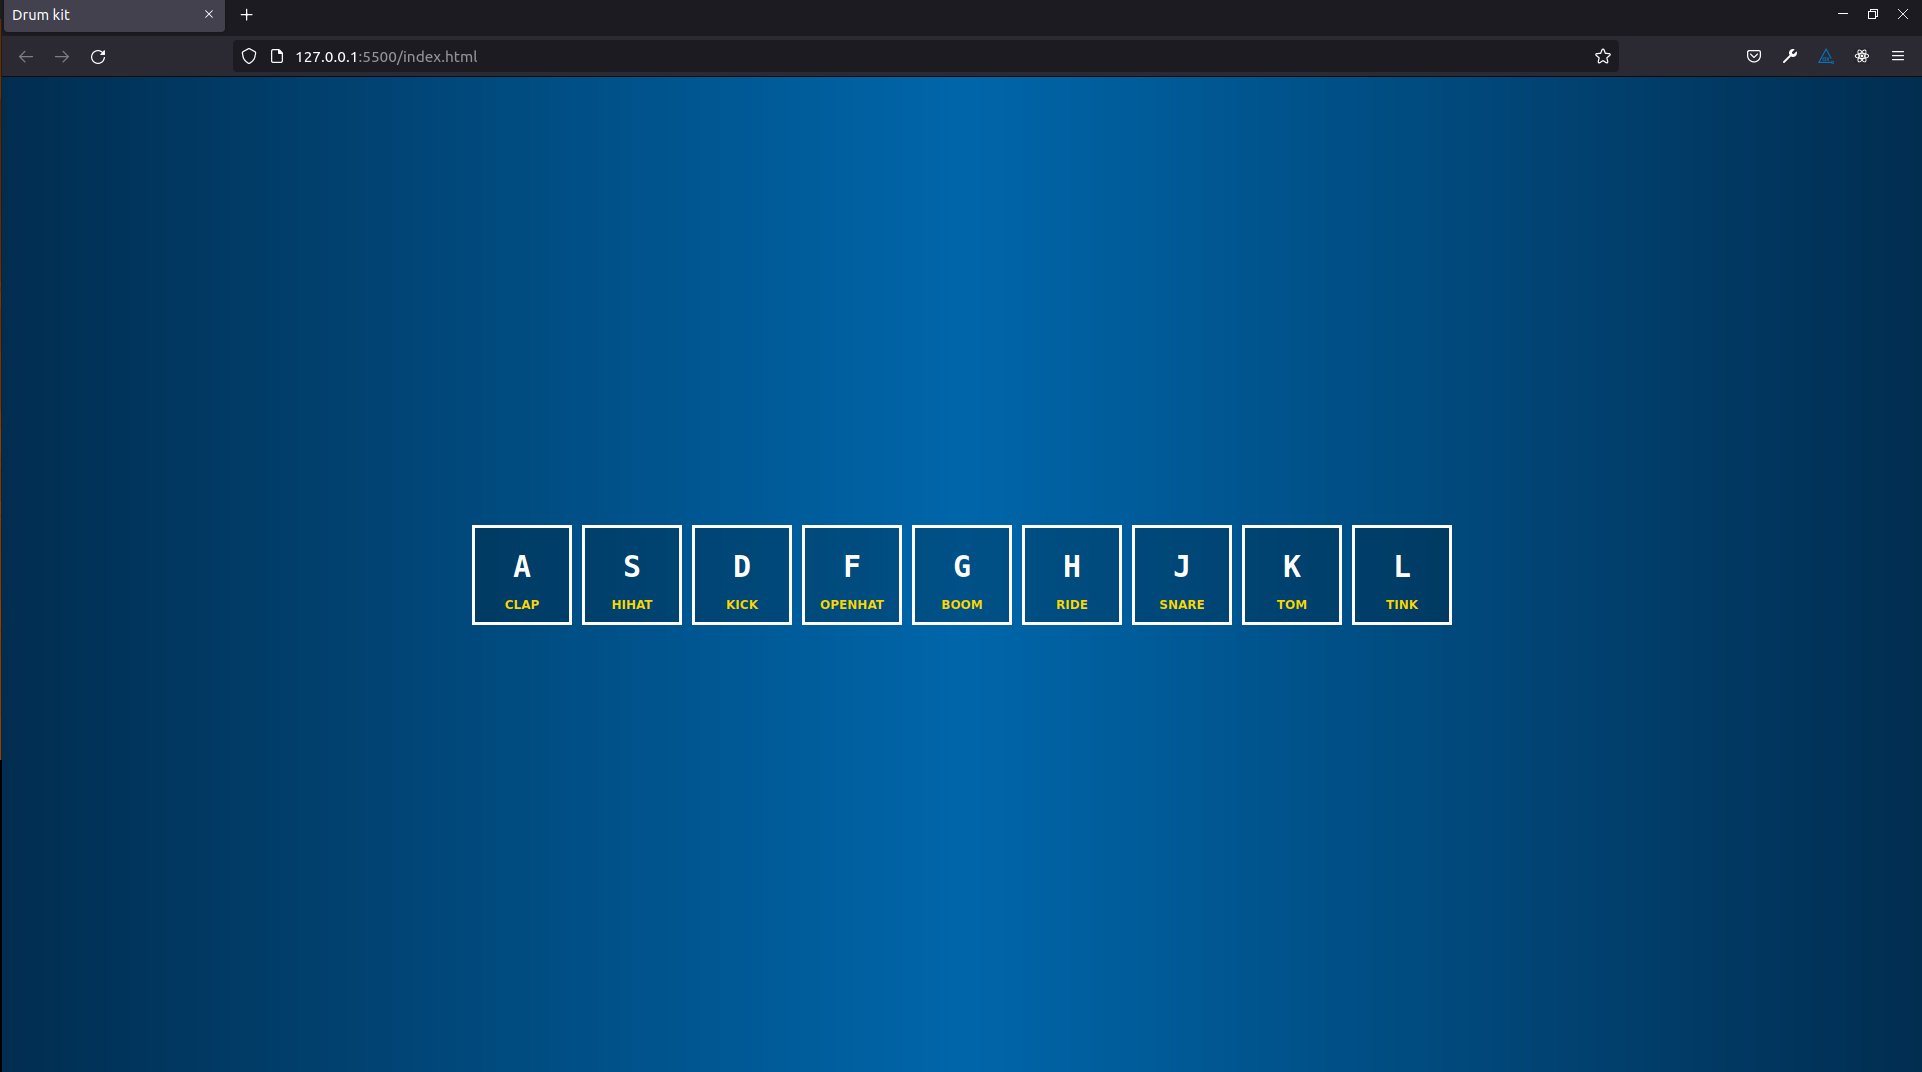 Drum kit
127.0.0.1:5500/index.html
A S D F G H J K L
CLAP HIHAT KICK OPENHAT BOOM RIDE SNARE TOM TINK